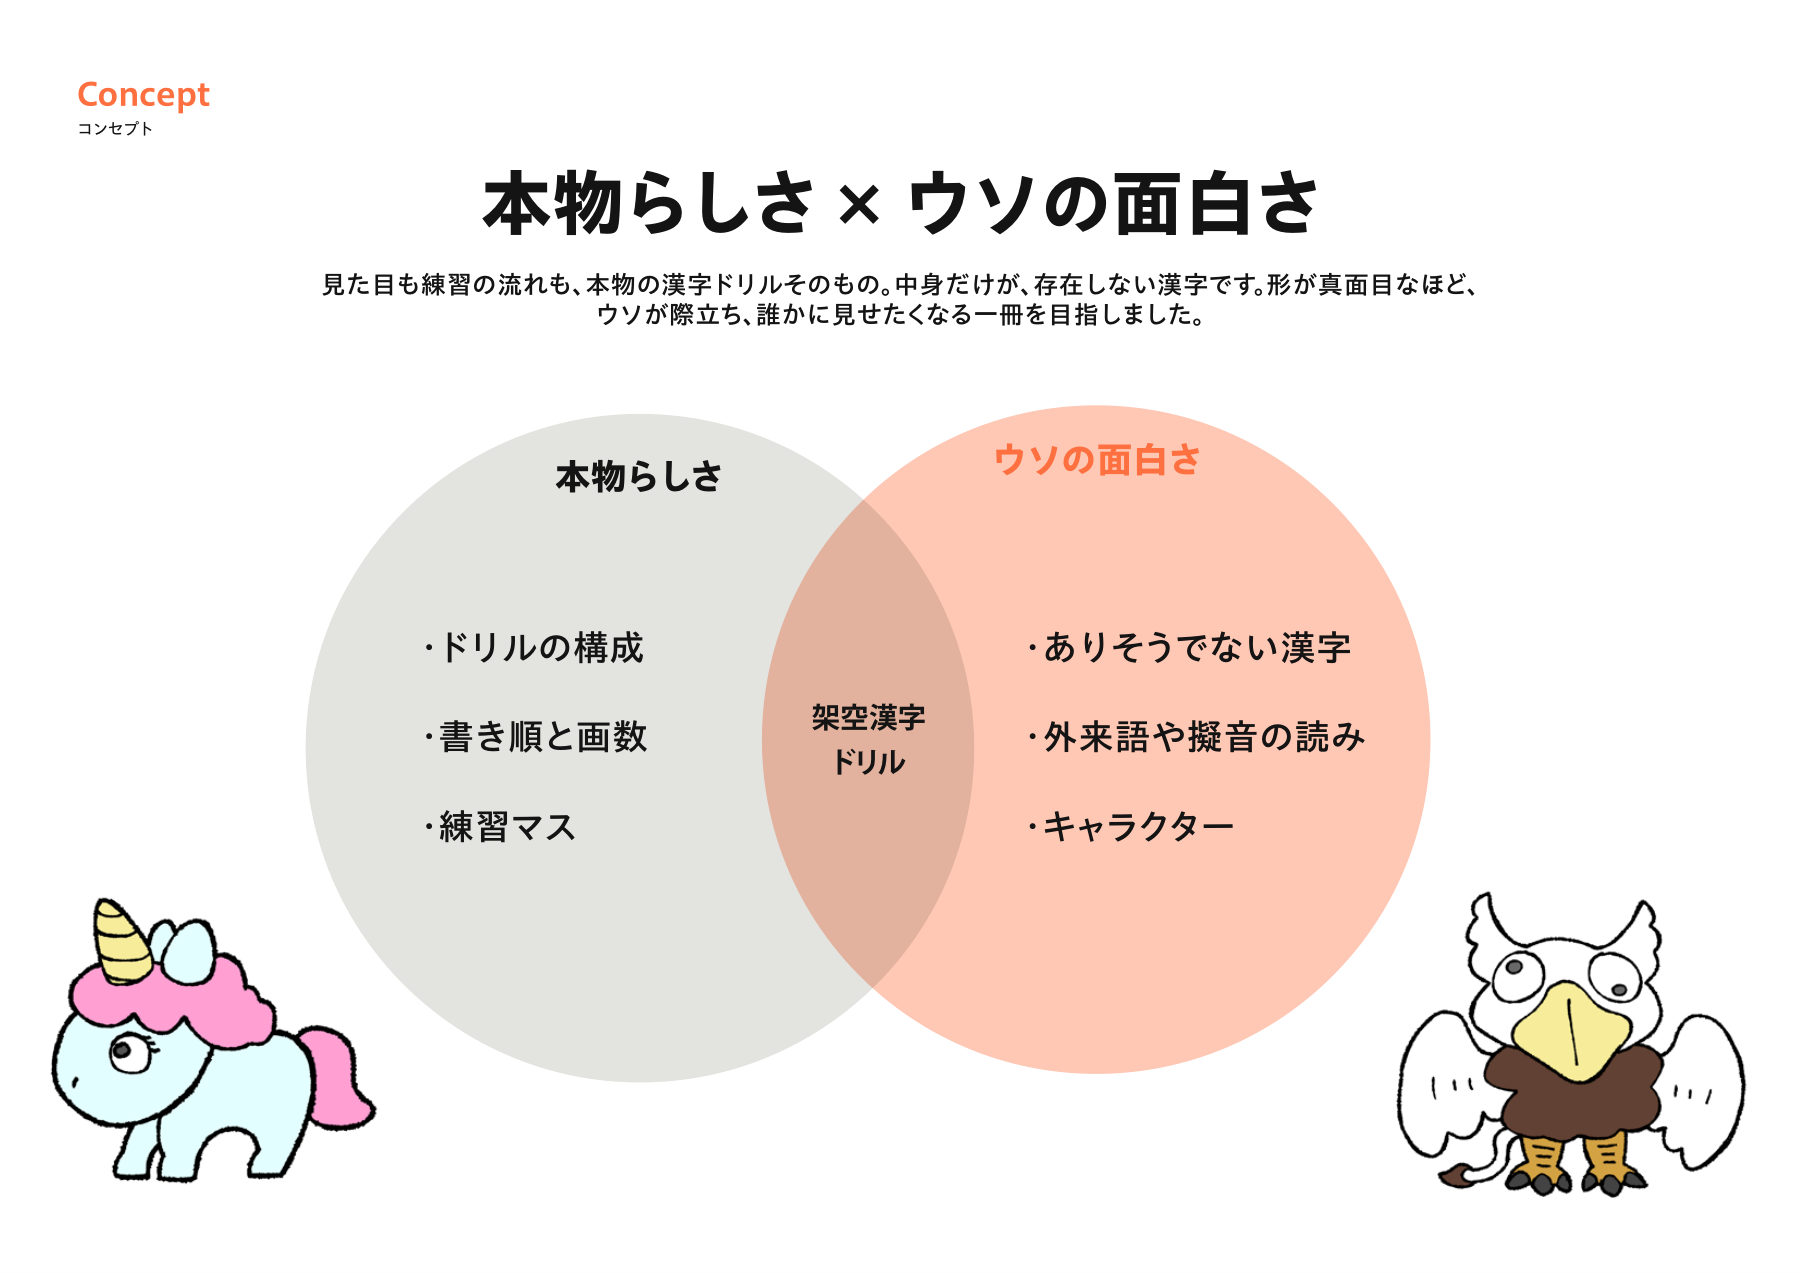 Concept
コンセプト
本物らしさ × ウソの面白さ
見た目も練習の流れも、本物の漢字ドリルそのもの。中身だけが、存在しない漢字です。形が真面目なほど、
ウソが際立ち、誰かに見せたくなる一冊を目指しました。
本物らしさ
・ドリルの構成
・書き順と画数
・練習マス
架空漢字
ドリル
ウソの面白さ
・ありそうでない漢字
・外来語や擬音の読み
・キャラクター